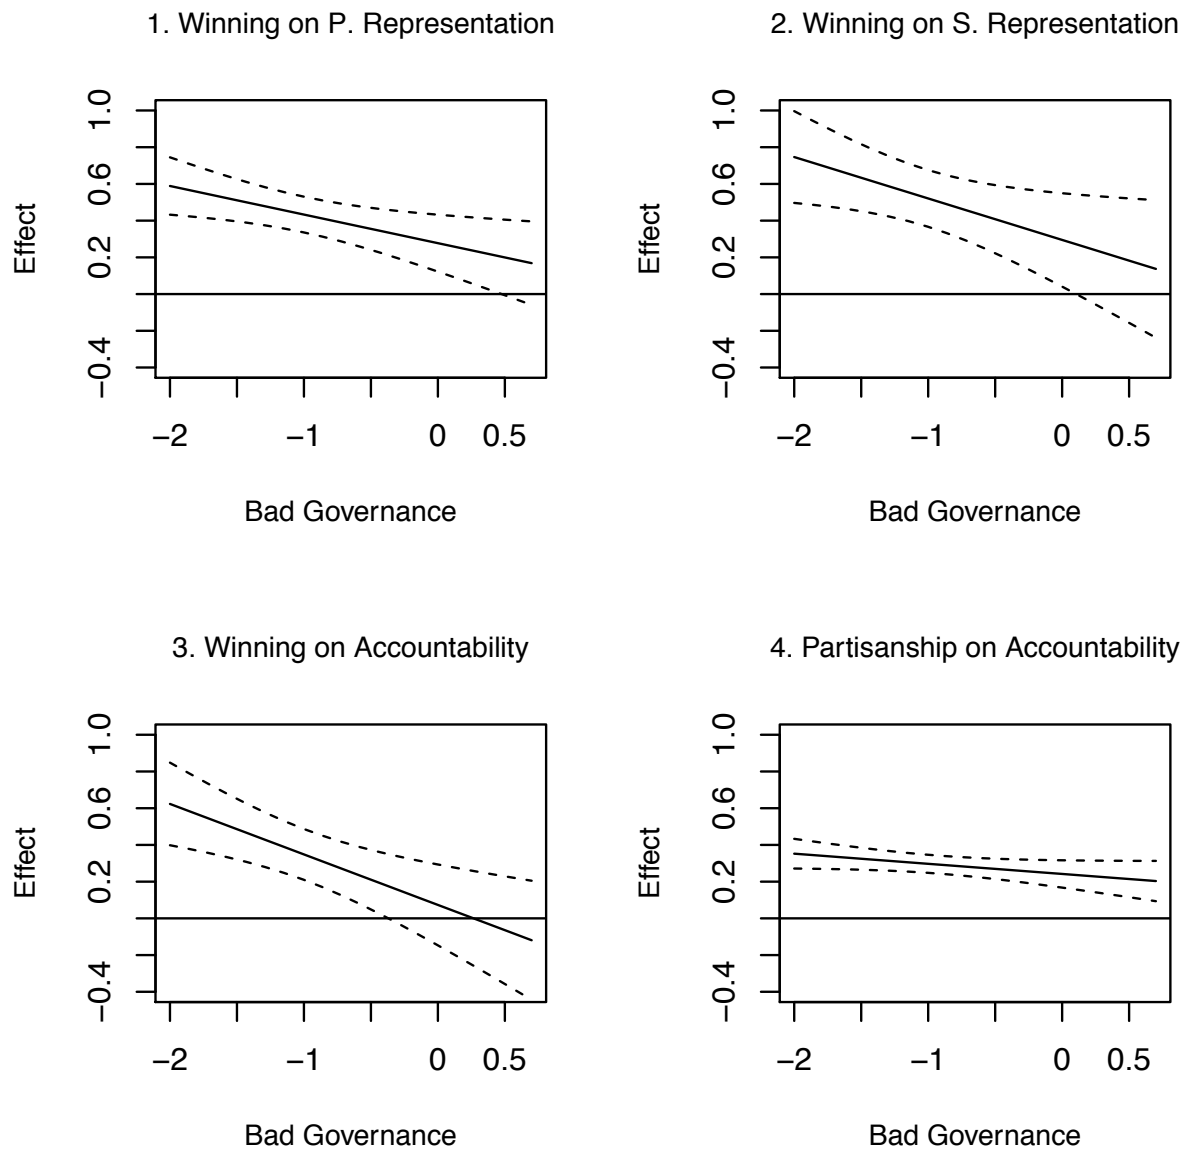 1. Winning on P. Representation
Effect
1.0
0.6
0.2
−0.4
−2
−1
0
0.5
Bad Governance
2. Winning on S. Representation
Effect
1.0
0.6
0.2
−0.4
−2
−1
0
0.5
Bad Governance
3. Winning on Accountability
Effect
1.0
0.6
0.2
−0.4
−2
−1
0
0.5
Bad Governance
4. Partisanship on Accountability
Effect
1.0
0.6
0.2
−0.4
−2
−1
0
0.5
Bad Governance